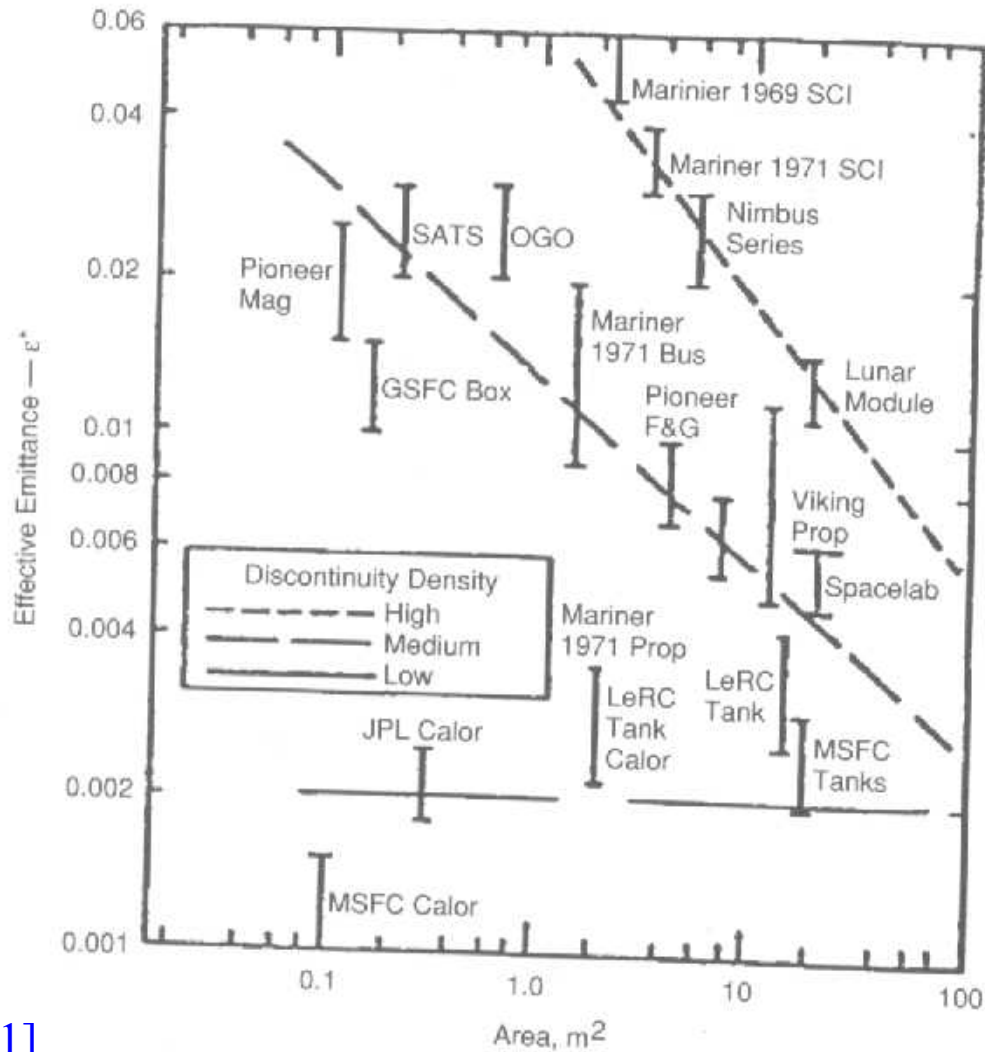 0.06
0.04
0.02
0.01
0.008
0.006
0.004
0.002
0.001
Effective Emittance — ε*
Marinier 1969 SCI
Mariner 1971 SCI
Nimbus
Series
SATS
OGO
Pioneer
Mag
GSFC Box
Mariner
1971 Bus
Pioneer
F&G
Lunar
Module
Viking
Prop
Spacelab
Discontinuity Density
High
Medium
Low
Mariner
1971 Prop
LeRC
Tank
Calor
LeRC
Tank
MSFC
Tanks
JPL Calor
MSFC Calor
0.1
1.0
10
100
Area, m²
1]